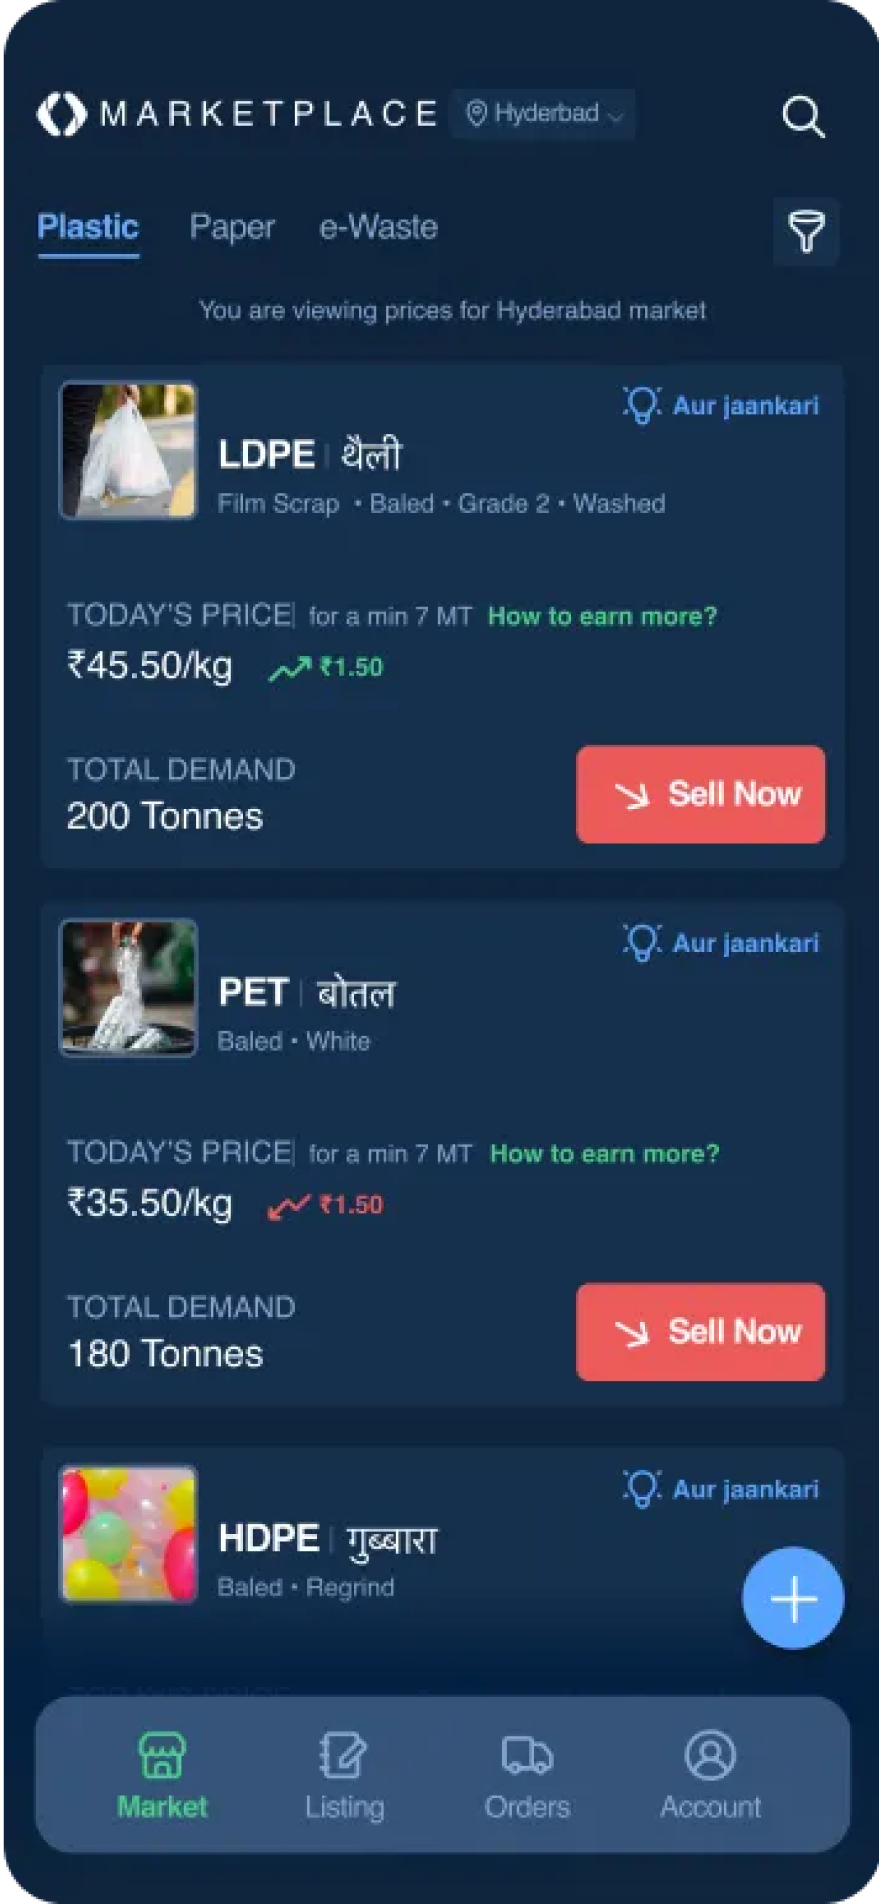 MARKETPLACE Hyderbad
Plastic Paper e-Waste
You are viewing prices for Hyderabad market
Aur jaankari
LDPE | थैली
Film Scrap • Baled • Grade 2 • Washed
TODAY'S PRICE| for a min 7 MT How to earn more?
₹45.50/kg ₹1.50
TOTAL DEMAND
200 Tonnes
Sell Now
Aur jaankari
PET | बोतल
Baled • White
TODAY'S PRICE| for a min 7 MT How to earn more?
₹35.50/kg ₹1.50
TOTAL DEMAND
180 Tonnes
Sell Now
Aur jaankari
HDPE | गुब्बारा
Baled • Regrind
TODAY'S PRICE
Market Listing Orders Account